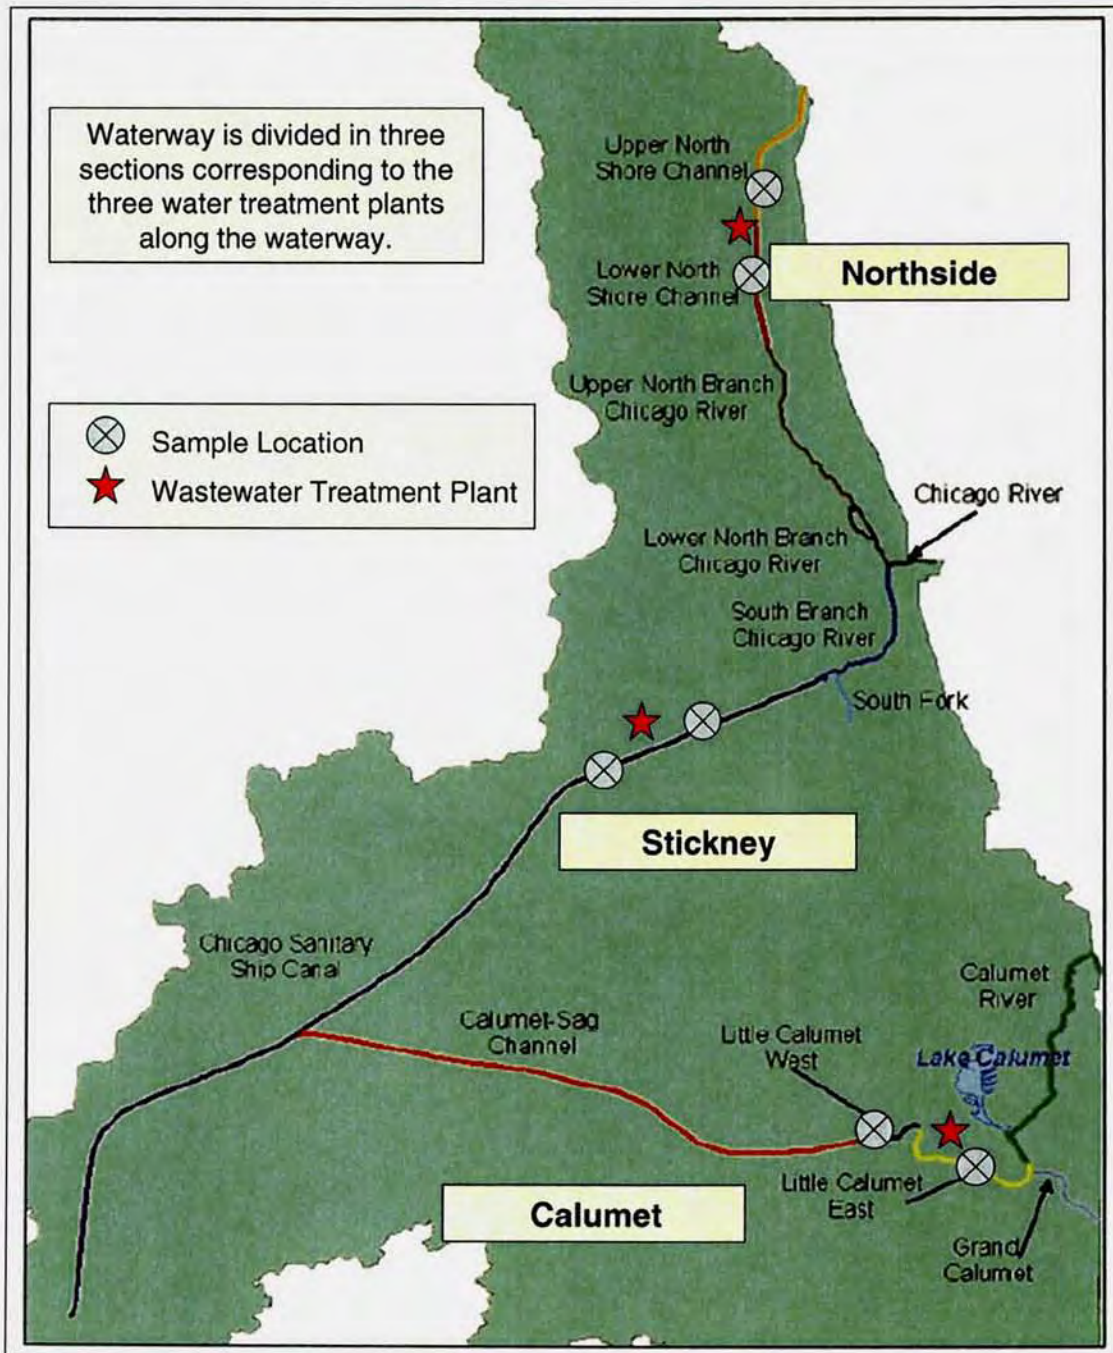 Waterway is divided in three
sections corresponding to the
three water treatment plants
along the waterway.
Sample Location
Wastewater Treatment Plant
Upper North
Shore Channel
Lower North
Shore Channel
Northside
Upper North Branch
Chicago River
Chicago River
Lower North Branch
Chicago River
South Branch
Chicago River
South Fork
Stickney
Chicago Sanitary
Ship Canal
Calumet-Sag
Channel
Little Calumet
West
Calumet
River
Lake Calumet
Little Calumet
East
Calumet
Grand
Calumet